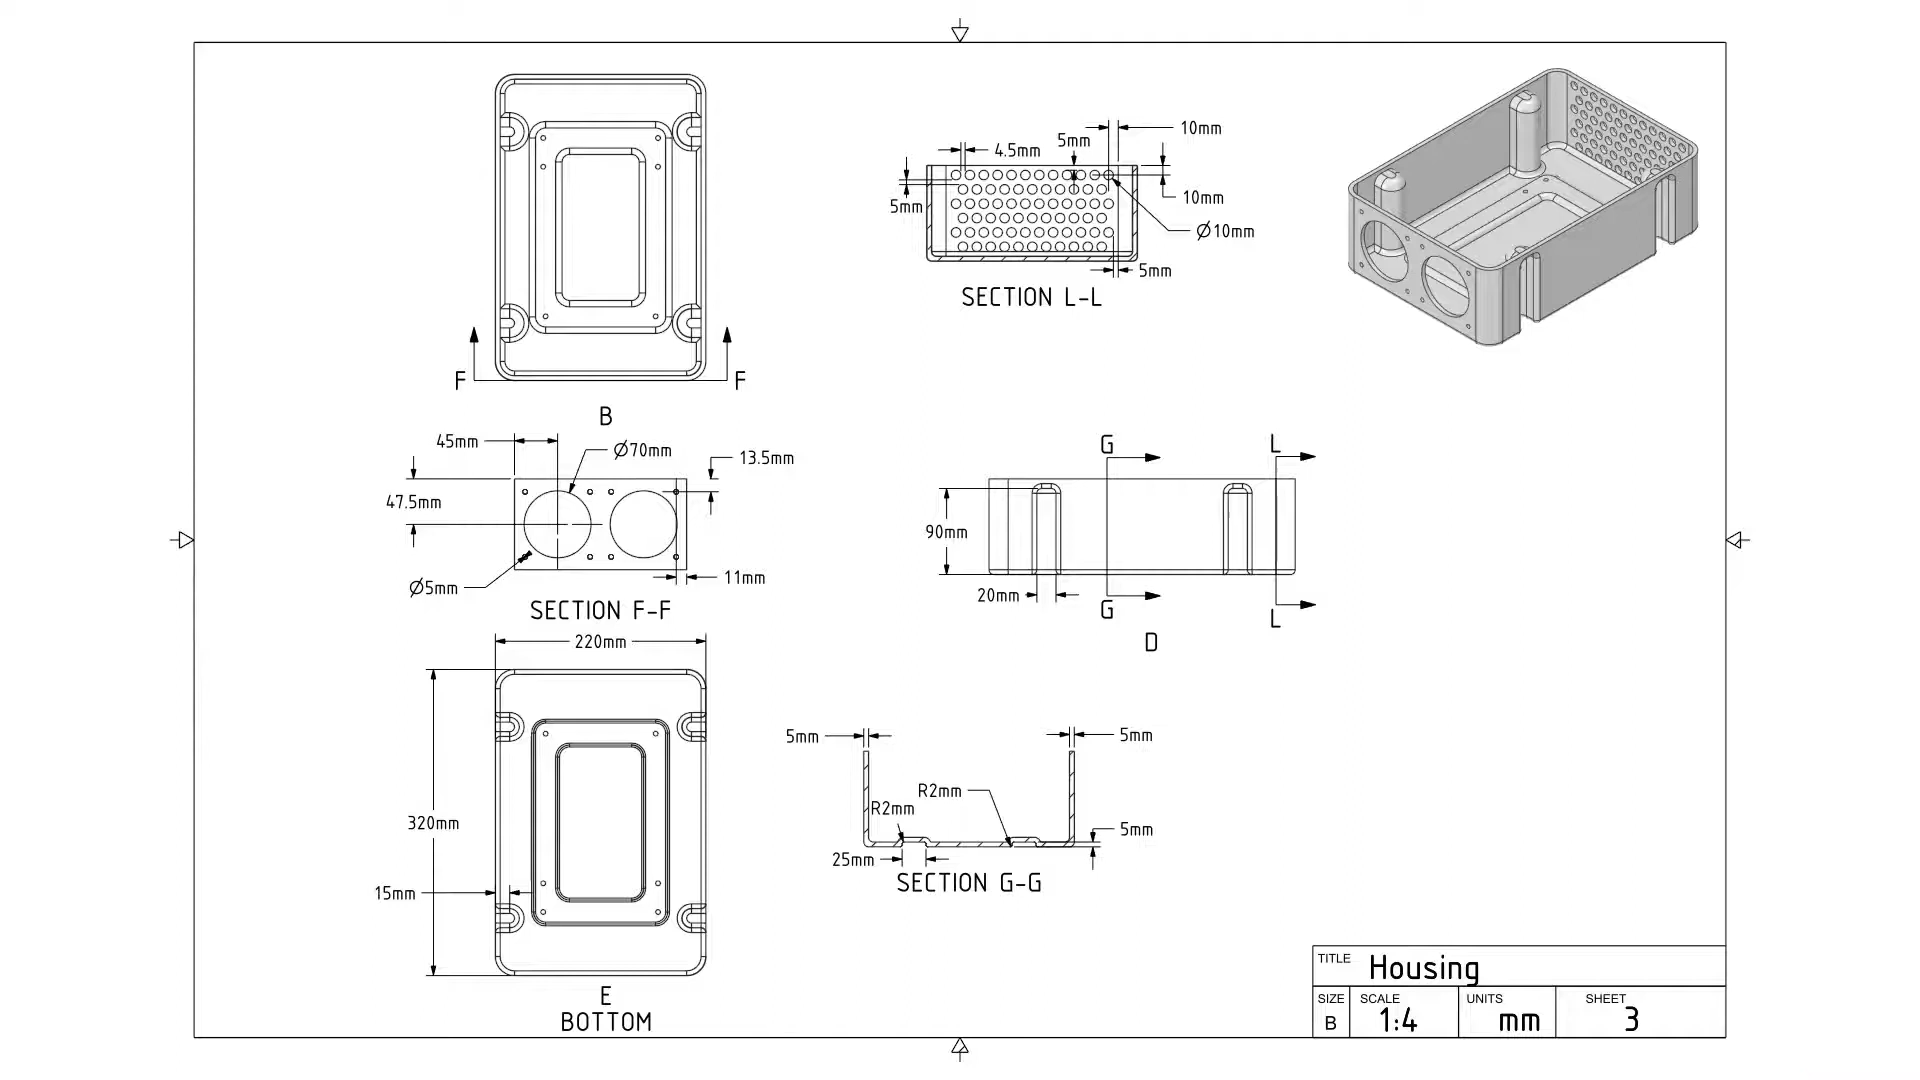 10mm
5mm
4.5mm
10mm
5mm
Ø10mm
5mm
SECTION L-L
F
F
B
45mm
Ø70mm
13.5mm
47.5mm
Ø5mm
11mm
SECTION F-F
G
L
90mm
20mm
G
L
D
220mm
320mm
15mm
E
BOTTOM
5mm
5mm
R2mm
R2mm
5mm
25mm
SECTION G-G
TITLE Housing
SIZE SCALE UNITS SHEET
B 1:4 mm 3